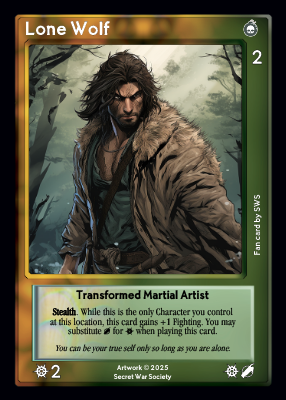 Lone Wolf
2
Fan card by SWS
Transformed Martial Artist
Stealth. While this is the only Character you control
at this location, this card gains +1 Fighting. You may
substitute for when playing this card.
You can be your true self only so long as you are alone.
2
Artwork © 2025
Secret War Society